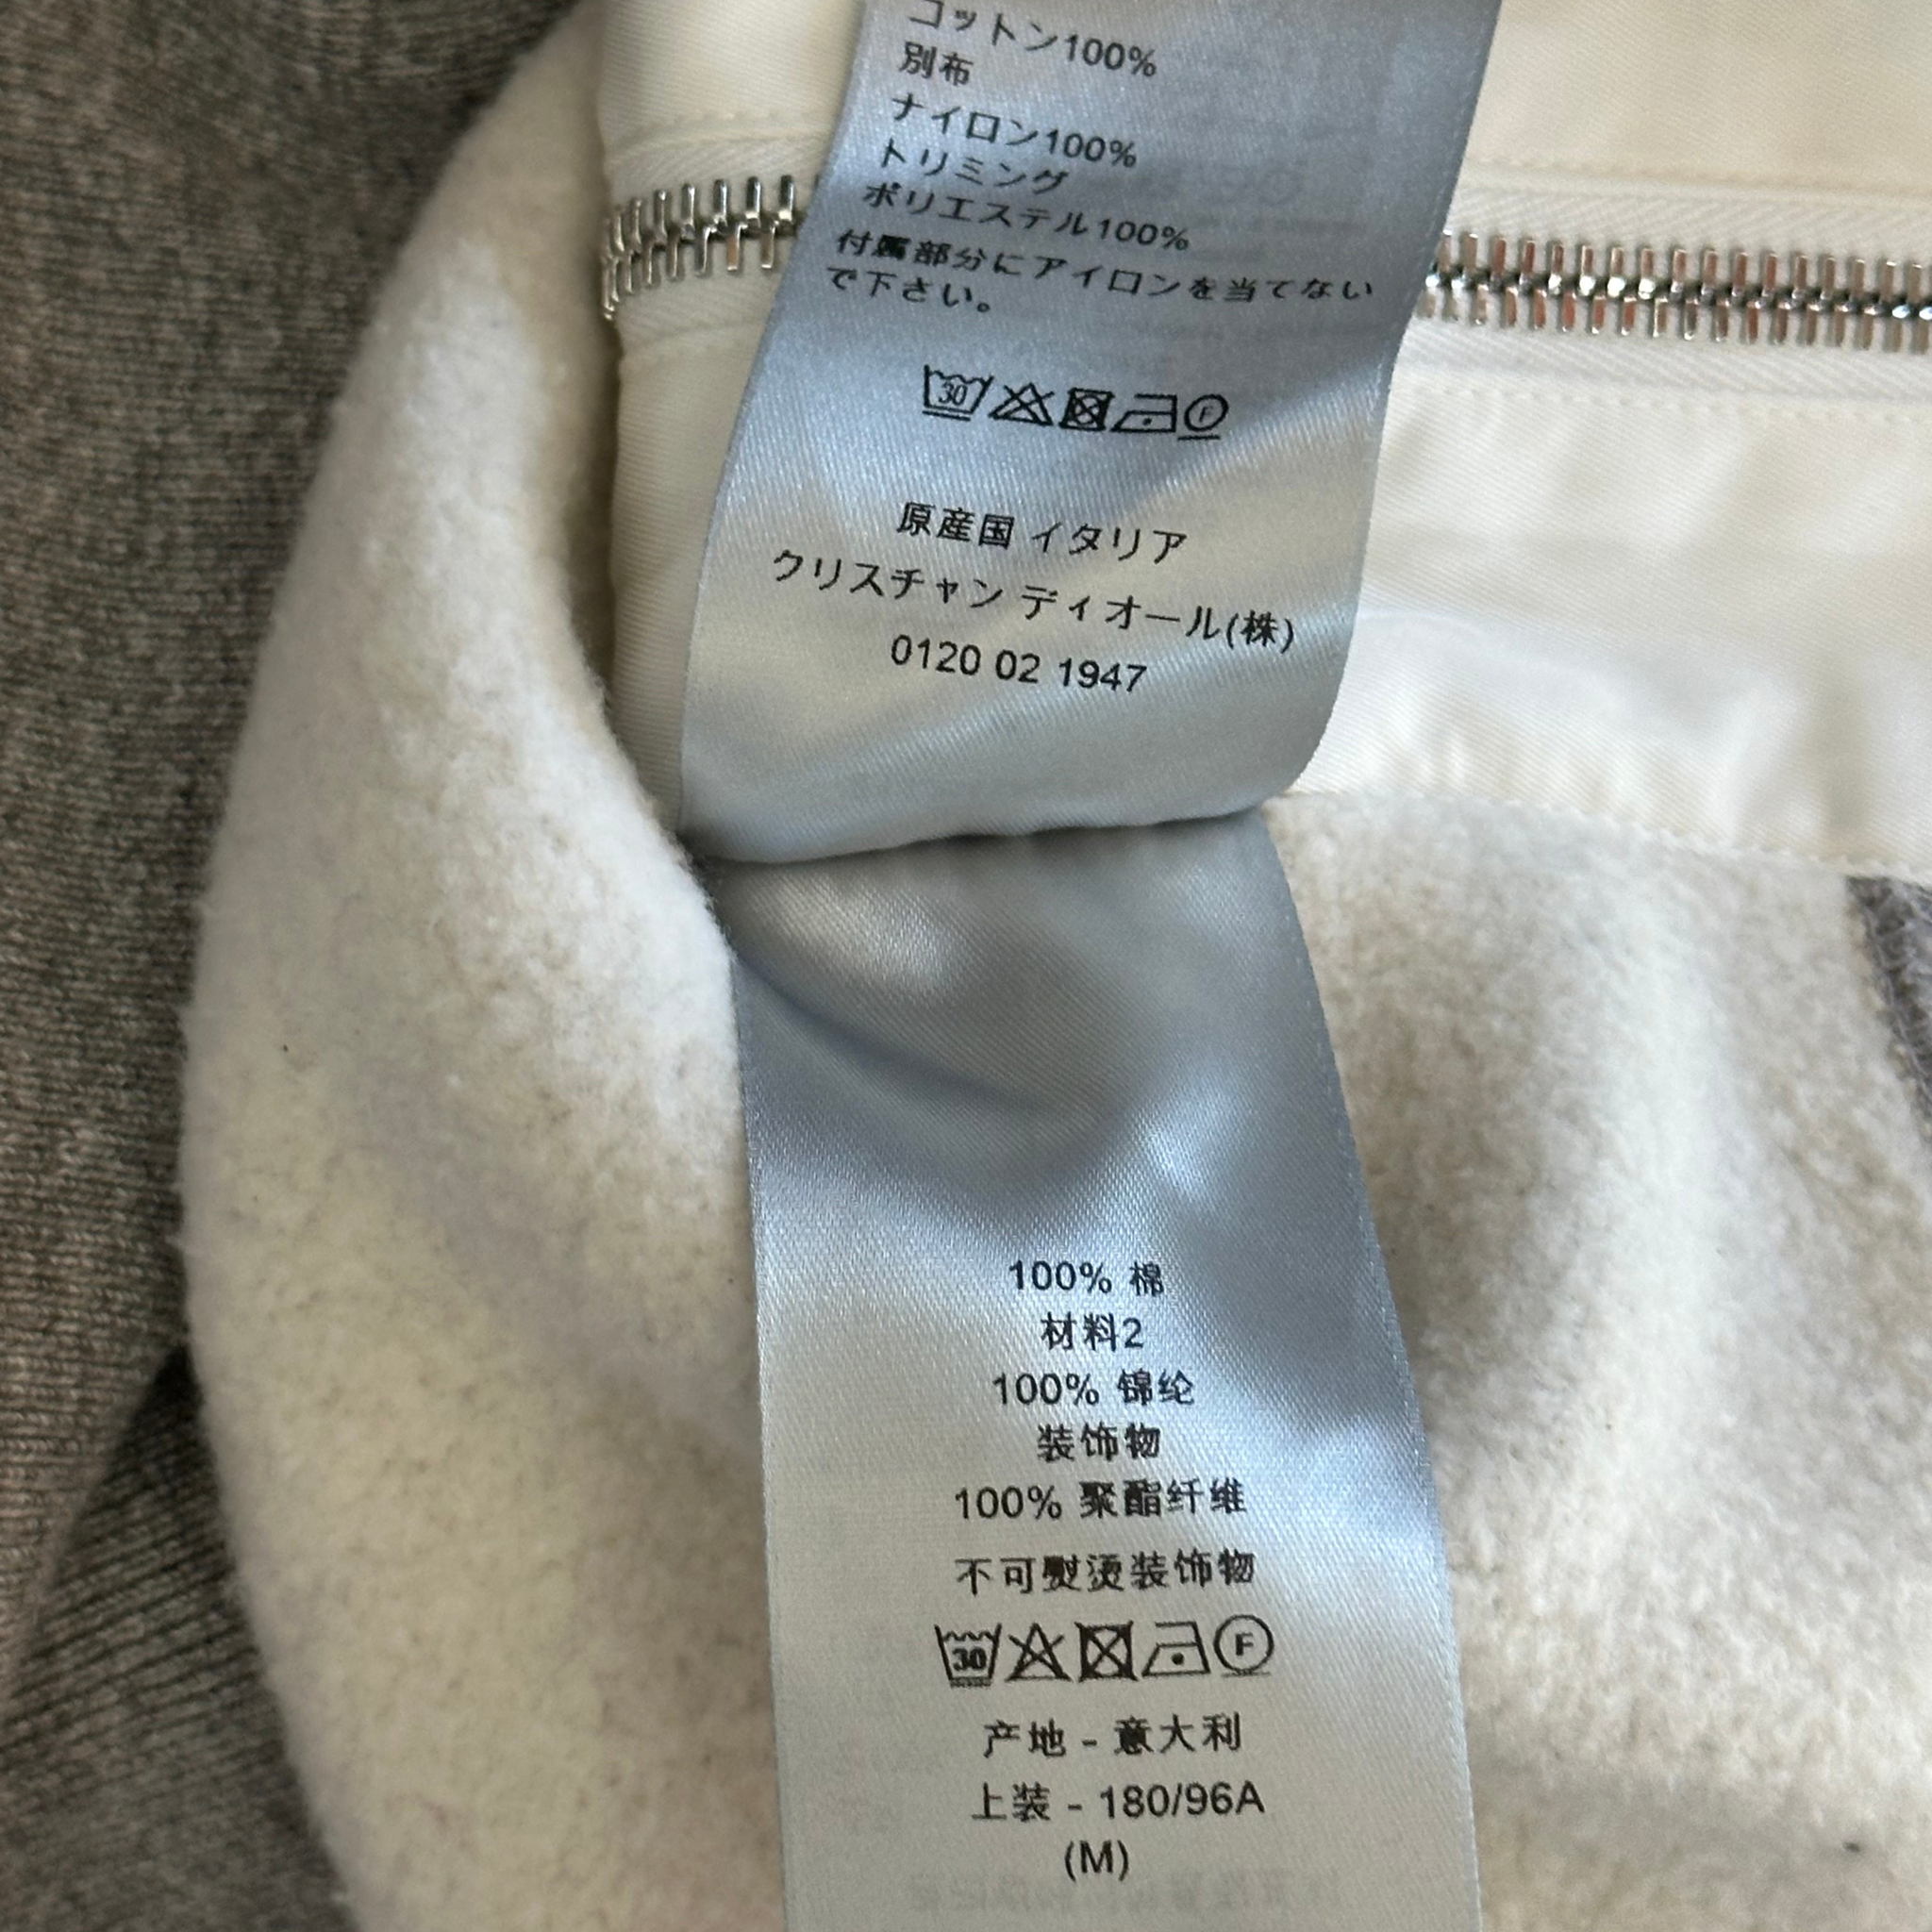 コットン100%
別布
ナイロン100%
トリミング
ポリエステル100%
付属部分にアイロンを当てない
で下さい。
30
F
原産国 イタリア
クリスチャン ディオール(株)
0120 02 1947
100% 棉
材料2
100% 锦纶
装饰物
100% 聚酯纤维
不可熨烫装饰物
30
F
产地 - 意大利
上装 - 180/96A
(M)